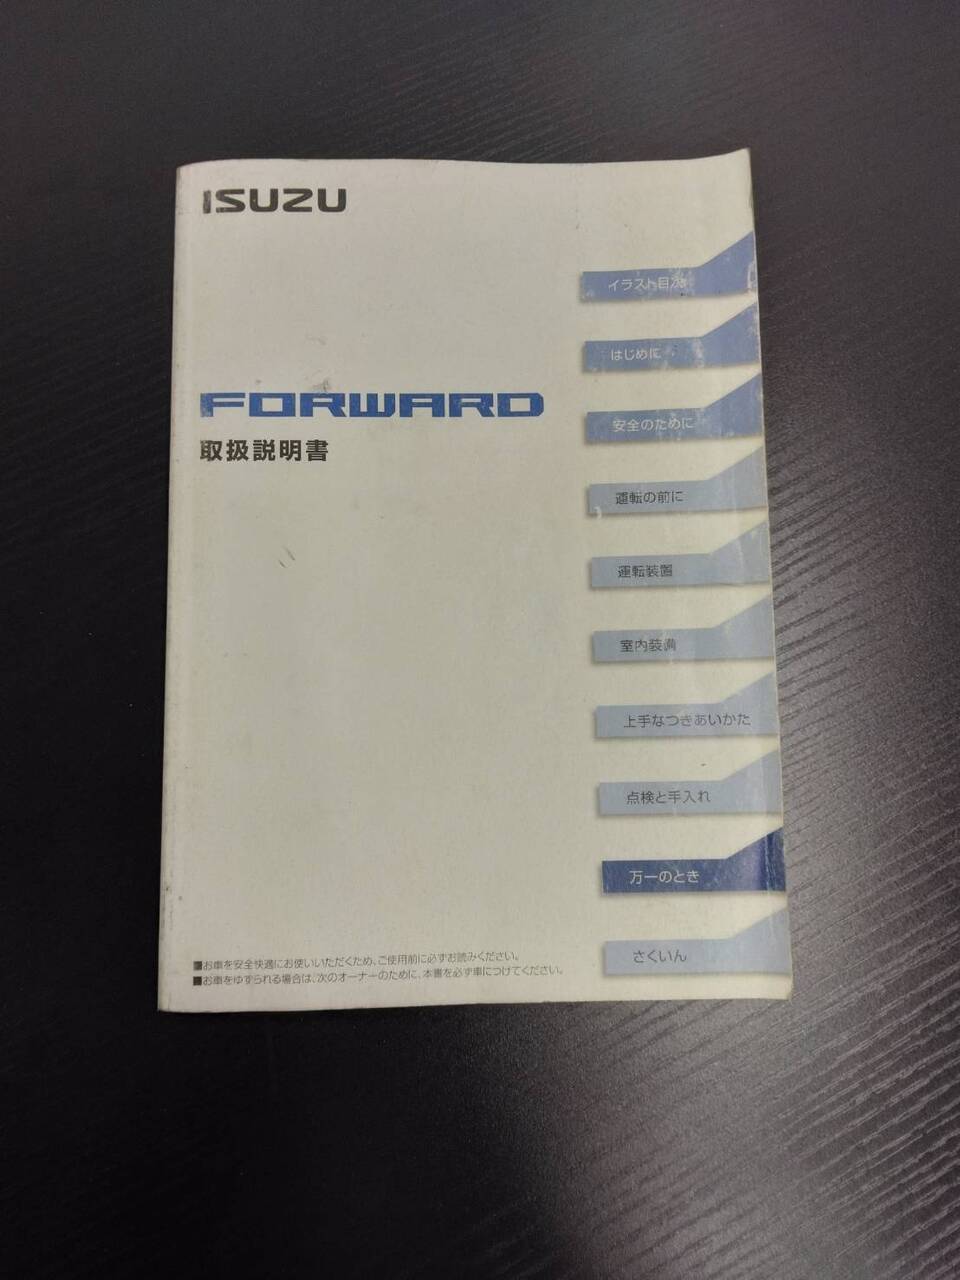 ISUZU
FORWARD
取扱説明書
イラスト目次
はじめに
安全のために
運転の前に
運転装置
室内装備
上手なつきあいかた
点検と手入れ
万一のとき
さくいん
■お車を安全快適にお使いいただくため、ご使用前に必ずお読みください。
■お車をゆずられる場合は、次のオーナーのために、本書を必ず車につけてください。